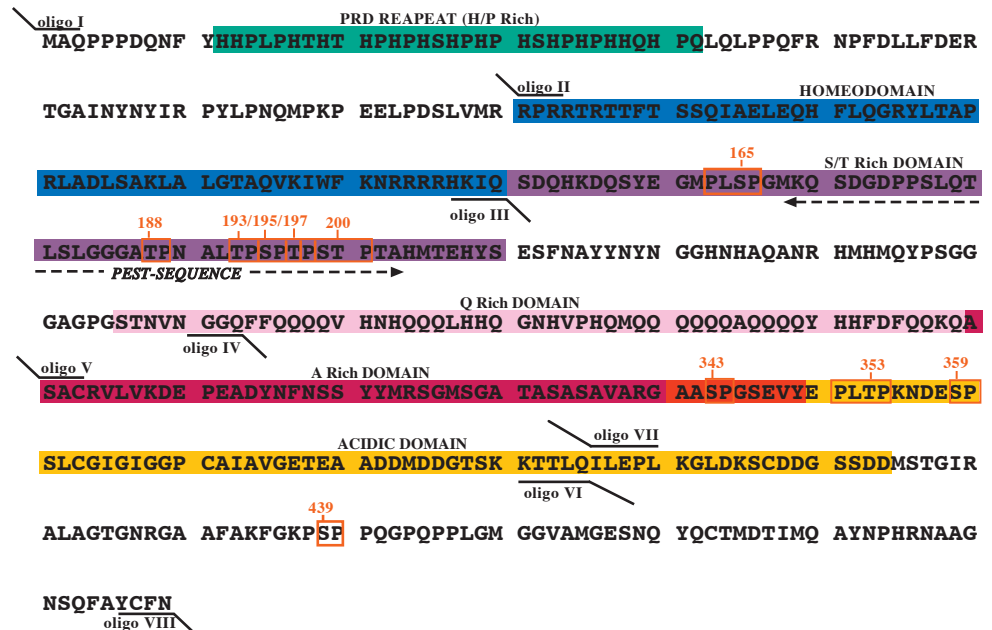 oligo I
PRD REAPEAT (H/P Rich)
MAQPPPDQNF YHHPLPHTHT HPHPHSHPHP HSHPHPHHQH PQLQLPPQFR NPFDLLFDER
oligo II
HOMEODOMAIN
TGAINYNYIR PYLPNQMPKP EELPDSLVMR RPRRTRTTFT SSQIAELEQH FLQGRYLTAP
165
S/T Rich DOMAIN
RLADLSAKLA LGTAQVKIWF KNRRRRHKIQ SDQHKDQSYE GMPLSPGMKQ SDGDPPSLQT
oligo III
188
193/195/197
200
LSLGGGATPN ALTPSPTPST PTAHMTEHYS ESFNAYYNYN GGHNHAQANR HMHMQYPSGG
PEST-SEQUENCE
Q Rich DOMAIN
GAGPGSTNVN GGQFFQQQQV HNHQQQLHHQ GNHVPHQMQQ QQQQAQQQQY HHFDFQQKQA
oligo IV
oligo V
A Rich DOMAIN
343
353
359
SACRVLVKDE PEADYNFNSS YYMRSGMSGA TASASAVARG AASPGSEVYE PLTPKNDESP
ACIDIC DOMAIN
oligo VII
SLCGIGIGGP CAIAVGETEA ADDMDDGTSK KTTLQILEPL KGLDKSCDDG SSDDMSTGIR
oligo VI
439
ALAGTGNRGA AFAKFGKPSP PQGPQPPLGM GGVAMGESNQ YQCTMDTIMQ AYNPHRNAAG
NSQFAYCFN
oligo VIII